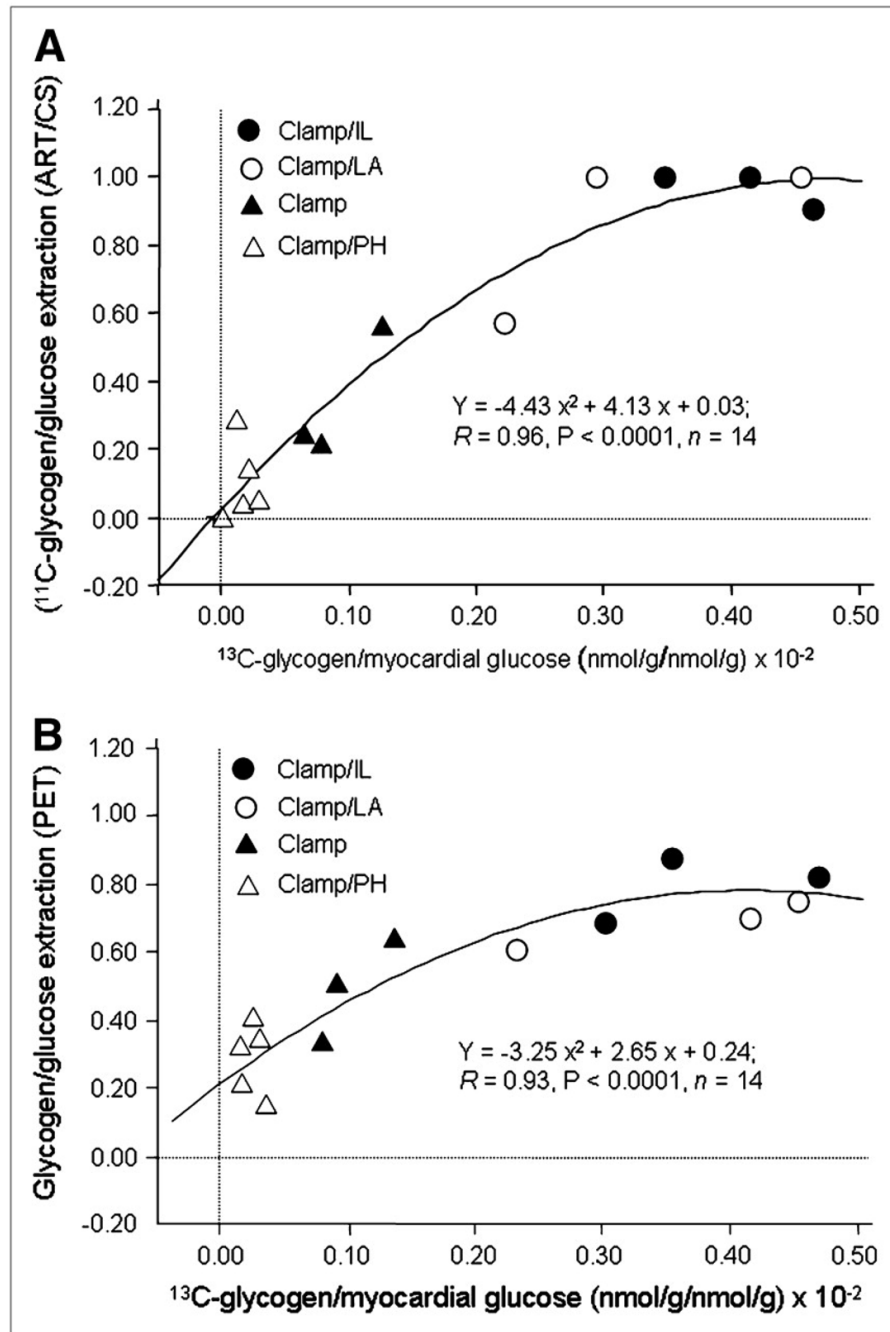 A
(¹¹C-glycogen/glucose extraction (ART/CS)
1.20
1.00
0.80
0.60
0.40
0.20
0.00
-0.20
Clamp/IL
Clamp/LA
Clamp
Clamp/PH
Y = -4.43 x² + 4.13 x + 0.03;
R = 0.96, P < 0.0001, n = 14
0.00 0.10 0.20 0.30 0.40 0.50
¹³C-glycogen/myocardial glucose (nmol/g/nmol/g) x 10⁻²
B
Glycogen/glucose extraction (PET)
1.20
1.00
0.80
0.60
0.40
0.20
0.00
-0.20
Clamp/IL
Clamp/LA
Clamp
Clamp/PH
Y = -3.25 x² + 2.65 x + 0.24;
R = 0.93, P < 0.0001, n = 14
0.00 0.10 0.20 0.30 0.40 0.50
¹³C-glycogen/myocardial glucose (nmol/g/nmol/g) x 10⁻²